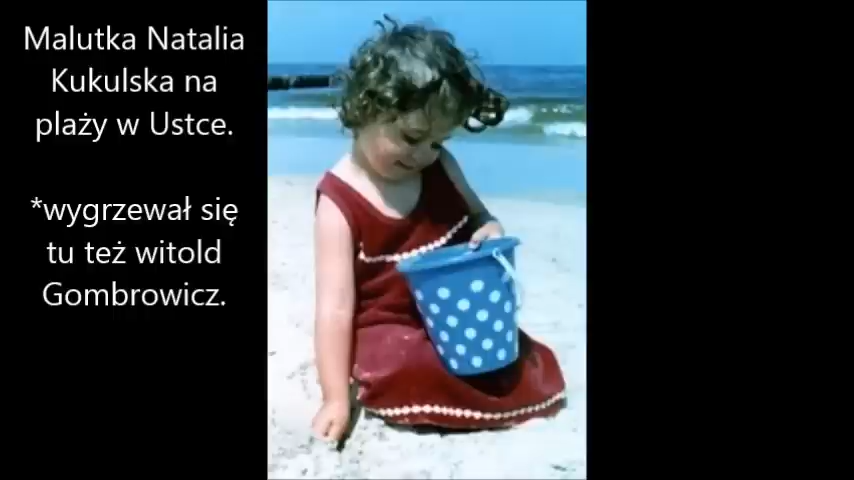 Malutka Natalia
Kukulska na
plaży w Ustce.
*wygrzewał się
tu też witold
Gombrowicz.